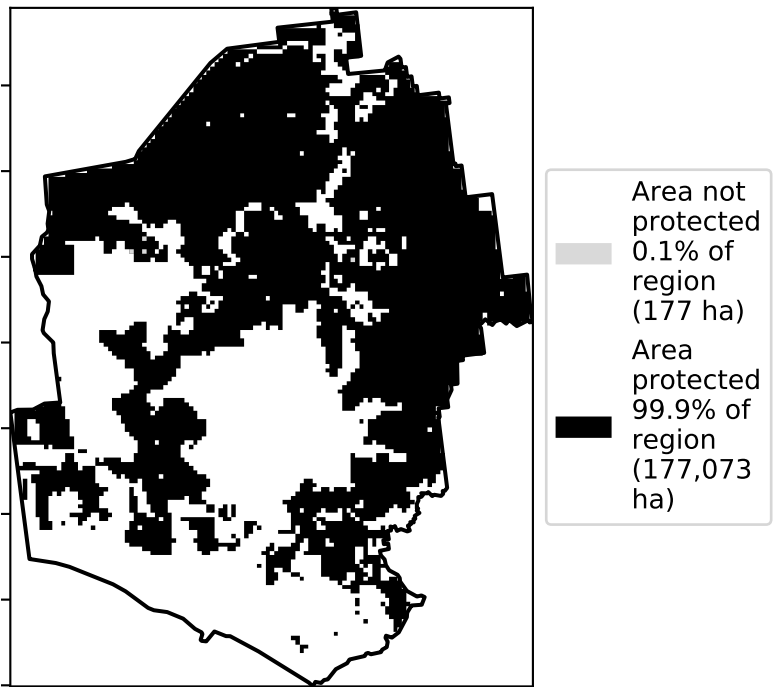 Area not
protected
0.1% of
region
(177 ha)
Area
protected
99.9% of
region
(177,073
ha)